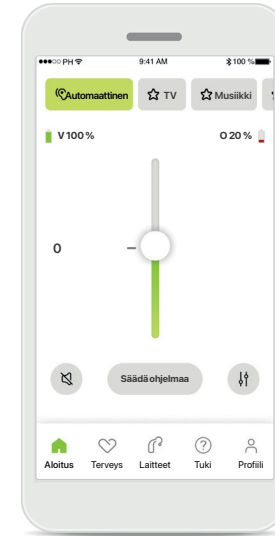 PH 9:41 AM 100 %
Automaattinen TV Musiikki
V 100 % O 20 %
0
Säädä ohjelmaa
Aloitus Terveys Laitteet Tuki Profiili